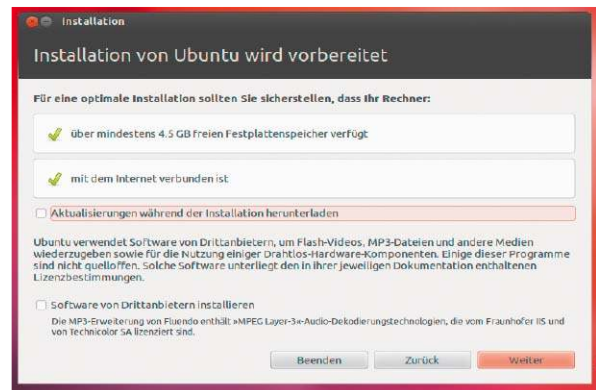 Installation
Installation von Ubuntu wird vorbereitet
Für eine optimale Installation sollten Sie sicherstellen, dass Ihr Rechner:
über mindestens 4.5 GB freien Festplattenspeicher verfügt
mit dem Internet verbunden ist
Aktualisierungen während der Installation herunterladen
Ubuntu verwendet Software von Drittanbietern, um Flash-Videos, MP3-Dateien und andere Medien
wiederzugeben sowie für die Nutzung einiger Drahtlos-Hardware-Komponenten. Einige dieser Programme
sind nicht quelloffen. Solche Software unterliegt den in ihrer jeweiligen Dokumentation enthaltenen
Lizenzbestimmungen.
Software von Drittanbietern installieren
Die MP3-Erweiterung von Fluendo enthält »MPEG Layer-3«-Audio-Dekodierungstechnologien, die vom Fraunhofer IIS und
von Technicolor SA lizenziert sind.
Beenden Zurück Weiter